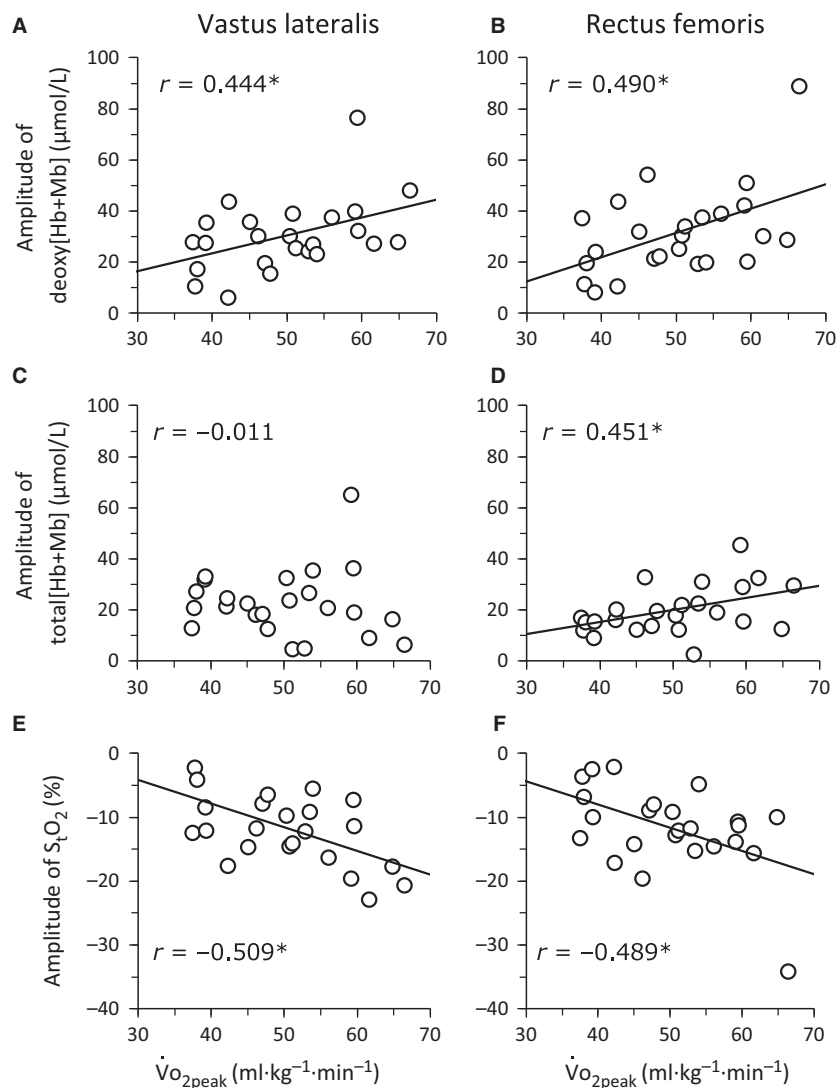 Vastus lateralis
Rectus femoris
A
B
Amplitude of
deoxy[Hb+Mb] (µmol/L)
100
80
60
40
20
0
r = 0.444*
30 40 50 60 70
100
80
60
40
20
0
r = 0.490*
30 40 50 60 70
C
D
Amplitude of
total[Hb+Mb] (µmol/L)
100
80
60
40
20
0
r = −0.011
30 40 50 60 70
100
80
60
40
20
0
r = 0.451*
30 40 50 60 70
E
F
Amplitude of StO2 (%)
0
−10
−20
−30
−40
r = −0.509*
30 40 50 60 70
V̇o2peak (ml·kg−1·min−1)
0
−10
−20
−30
−40
r = −0.489*
30 40 50 60 70
V̇o2peak (ml·kg−1·min−1)